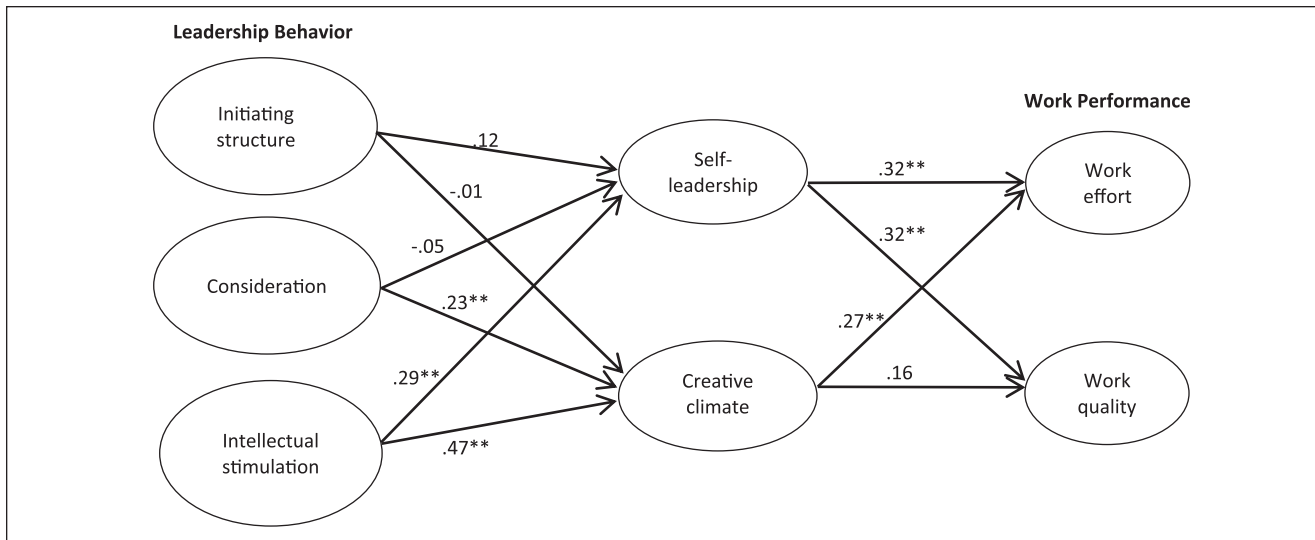 Leadership Behavior
Initiating
structure
Consideration
Intellectual
stimulation
.12
-.01
-.05
.23**
.29**
.47**
Self-
leadership
Creative
climate
.32**
.32**
.27**
.16
Work Performance
Work
effort
Work
quality